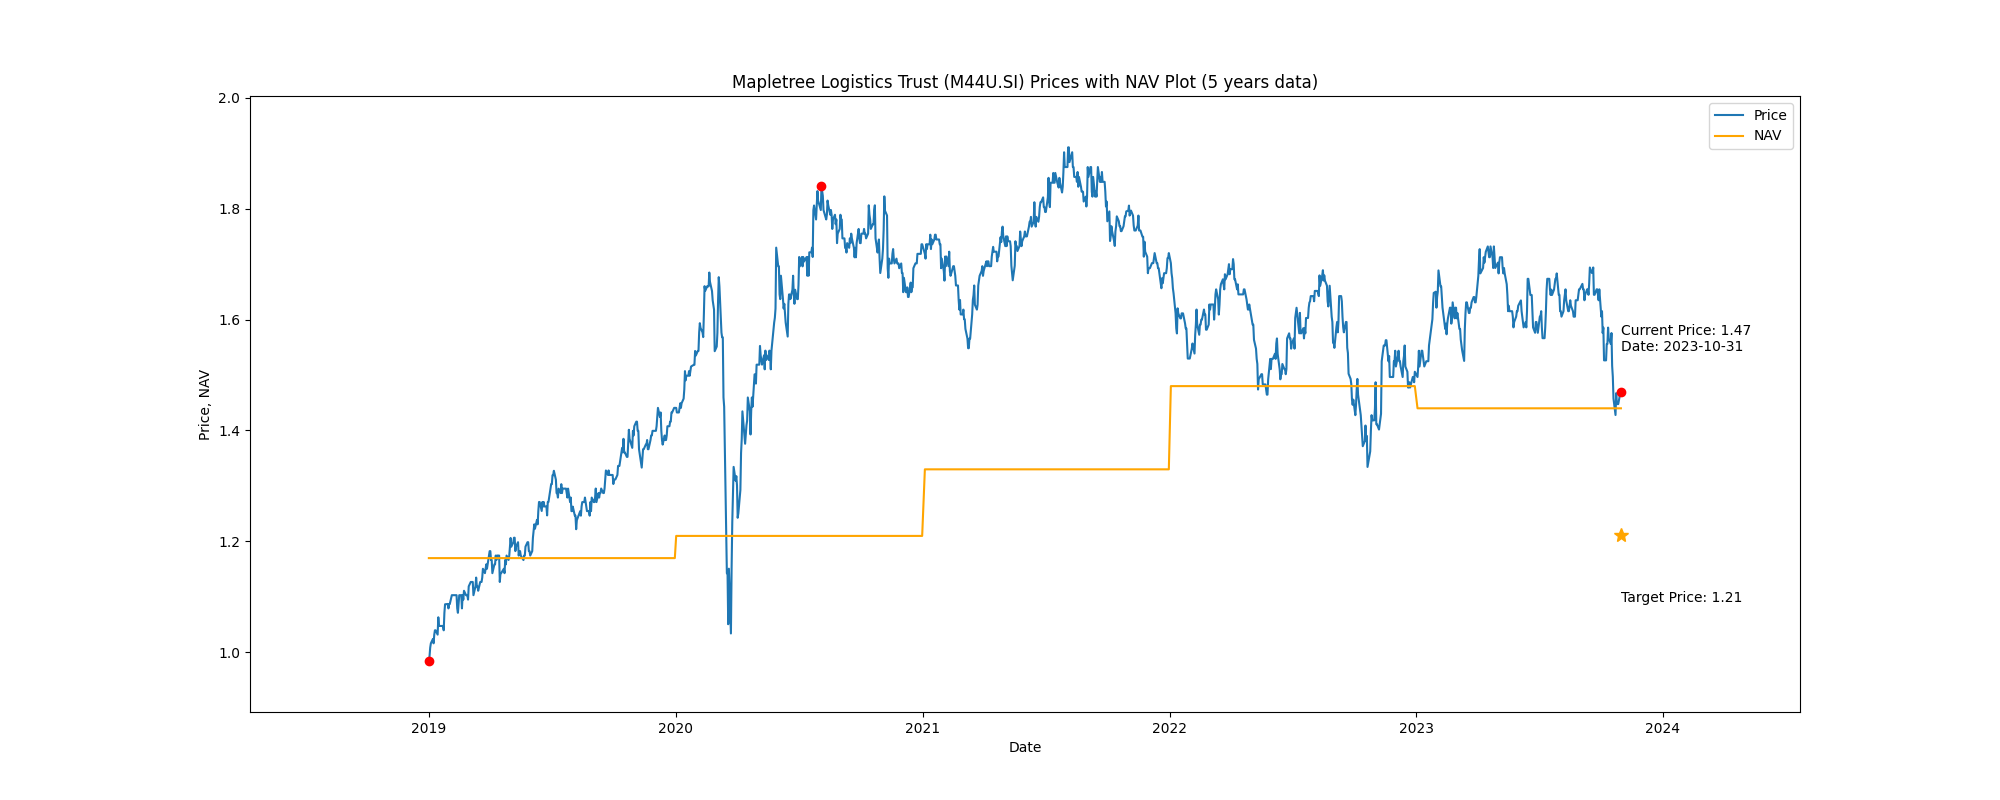 Mapletree Logistics Trust (M44U.SI) Prices with NAV Plot (5 years data)
2.0
1.8
1.6
1.4
1.2
1.0
Price, NAV
Price
NAV
Current Price: 1.47
Date: 2023-10-31
Target Price: 1.21
2019
2020
2021
2022
2023
2024
Date